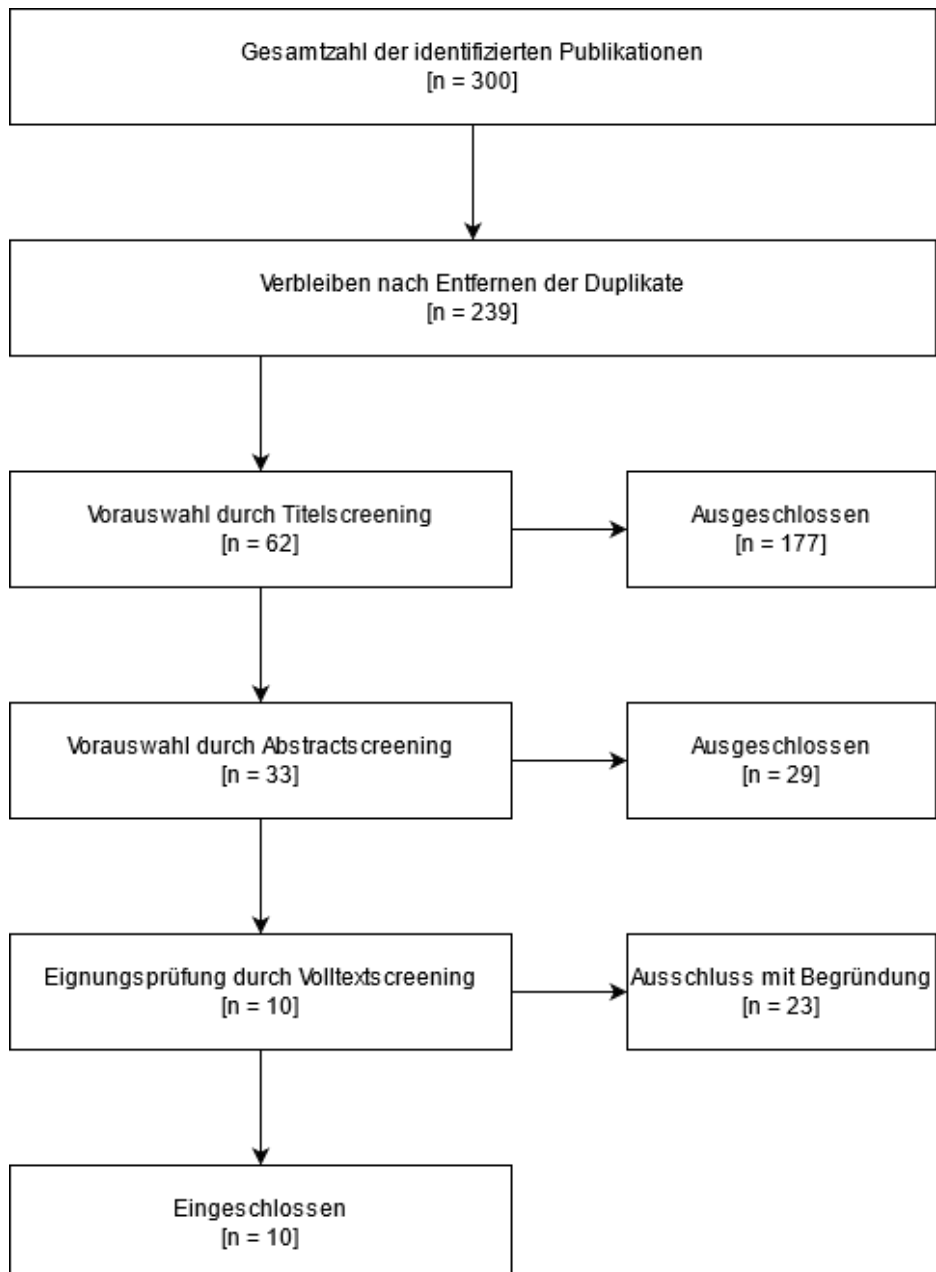 Gesamtzahl der identifizierten Publikationen
[n = 300]
Verbleiben nach Entfernen der Duplikate
[n = 239]
Vorauswahl durch Titelscreening
[n = 62]
Ausgeschlossen
[n = 177]
Vorauswahl durch Abstractscreening
[n = 33]
Ausgeschlossen
[n = 29]
Eignungsprüfung durch Volltextscreening
[n = 10]
Ausschluss mit Begründung
[n = 23]
Eingeschlossen
[n = 10]